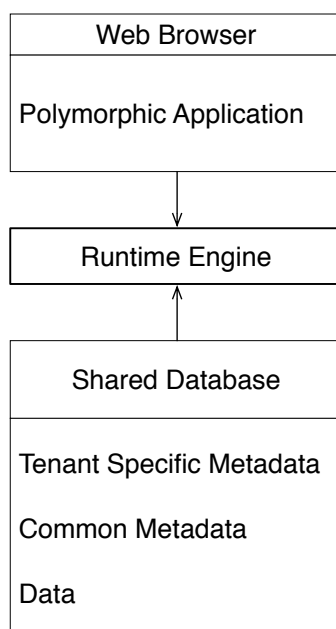 Web Browser
Polymorphic Application
Runtime Engine
Shared Database
Tenant Specific Metadata
Common Metadata
Data